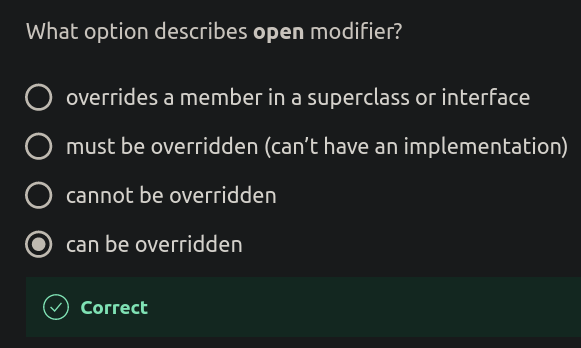 What option describes open modifier?
overrides a member in a superclass or interface
must be overridden (can’t have an implementation)
cannot be overridden
can be overridden
Correct